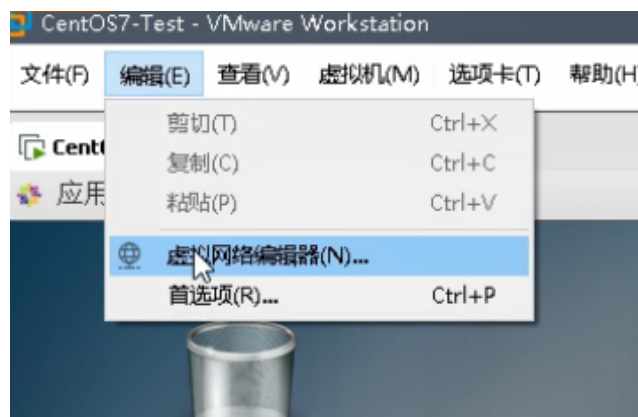 CentOS7-Test - VMware Workstation
文件(F) 编辑(E) 查看(V) 虚拟机(M) 选项卡(T) 帮助(H
剪切(T) Ctrl+X
Cent
复制(C) Ctrl+C
应用
粘贴(P) Ctrl+V
虚拟网络编辑器(N)...
首选项(R)... Ctrl+P